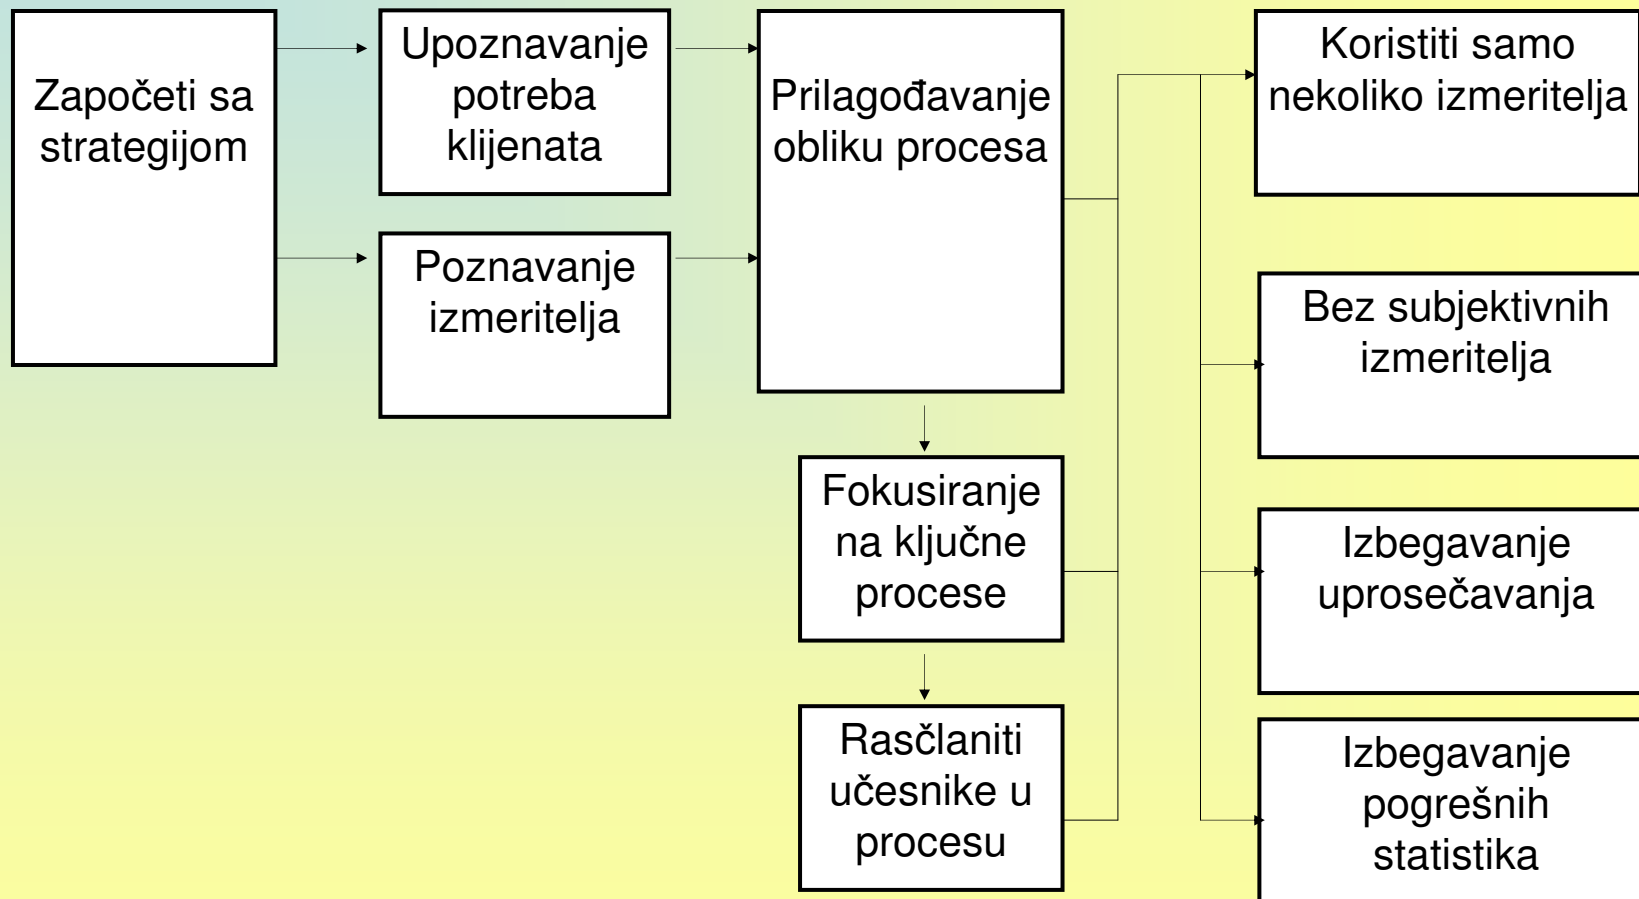 Započeti sa
strategijom
Upoznavanje
potreba
klijenata
Poznavanje
izmeritelja
Prilagođavanje
obliku procesa
Fokusiranje
na ključne
procese
Rasčlaniti
učesnike u
procesu
Koristiti samo
nekoliko izmeritelja
Bez subjektivnih
izmeritelja
Izbegavanje
uprosečavanja
Izbegavanje
pogrešnih
statistika